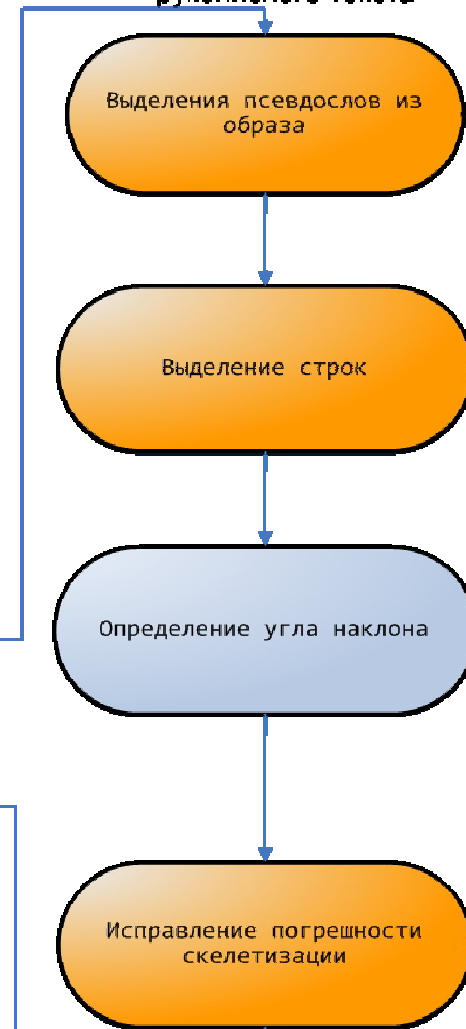 Выделения псевдослов из
образа
Выделение строк
Определение угла наклона
Исправление погрешности
скелетизации